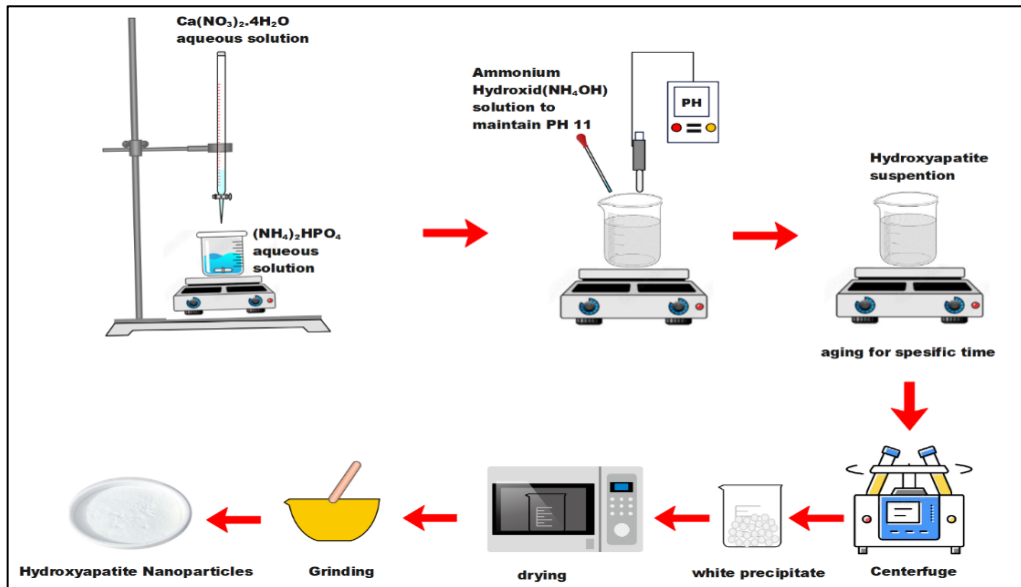 Ca(NO₃)₂.4H₂O
aqueous solution
(NH₄)₂HPO₄
aqueous
solution
Ammonium
Hydroxid(NH₄OH)
solution to
maintain PH 11
PH
Hydroxyapatite
suspention
aging for spesific time
Centerfuge
white precipitate
drying
Grinding
Hydroxyapatite Nanoparticles